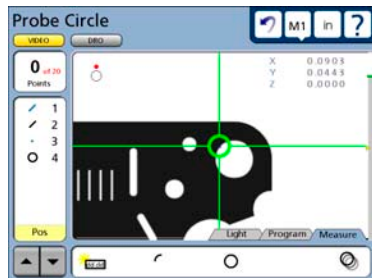 Probe Circle
M1
in
?
VIDEO
DRO
0 of 20
Points
X 0.0903
Y 0.0443
Z 0.0000
1
2
3
4
Pos
Light
Program
Measure